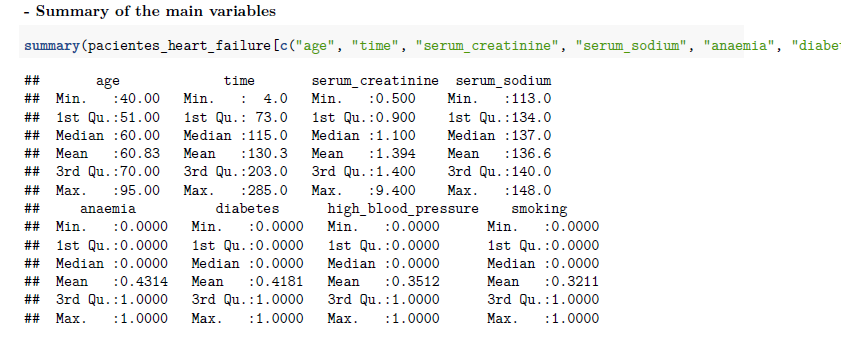 - Summary of the main variables
summary(pacientes_heart_failure[c("age", "time", "serum_creatinine", "serum_sodium", "anaemia", "diabe
## age time serum_creatinine serum_sodium
## Min. :40.00 Min. : 4.0 Min. :0.500 Min. :113.0
## 1st Qu.:51.00 1st Qu.: 73.0 1st Qu.:0.900 1st Qu.:134.0
## Median :60.00 Median :115.0 Median :1.100 Median :137.0
## Mean :60.83 Mean :130.3 Mean :1.394 Mean :136.6
## 3rd Qu.:70.00 3rd Qu.:203.0 3rd Qu.:1.400 3rd Qu.:140.0
## Max. :95.00 Max. :285.0 Max. :9.400 Max. :148.0
## anaemia diabetes high_blood_pressure smoking
## Min. :0.0000 Min. :0.0000 Min. :0.0000 Min. :0.0000
## 1st Qu.:0.0000 1st Qu.:0.0000 1st Qu.:0.0000 1st Qu.:0.0000
## Median :0.0000 Median :0.0000 Median :0.0000 Median :0.0000
## Mean :0.4314 Mean :0.4181 Mean :0.3512 Mean :0.3211
## 3rd Qu.:1.0000 3rd Qu.:1.0000 3rd Qu.:1.0000 3rd Qu.:1.0000
## Max. :1.0000 Max. :1.0000 Max. :1.0000 Max. :1.0000